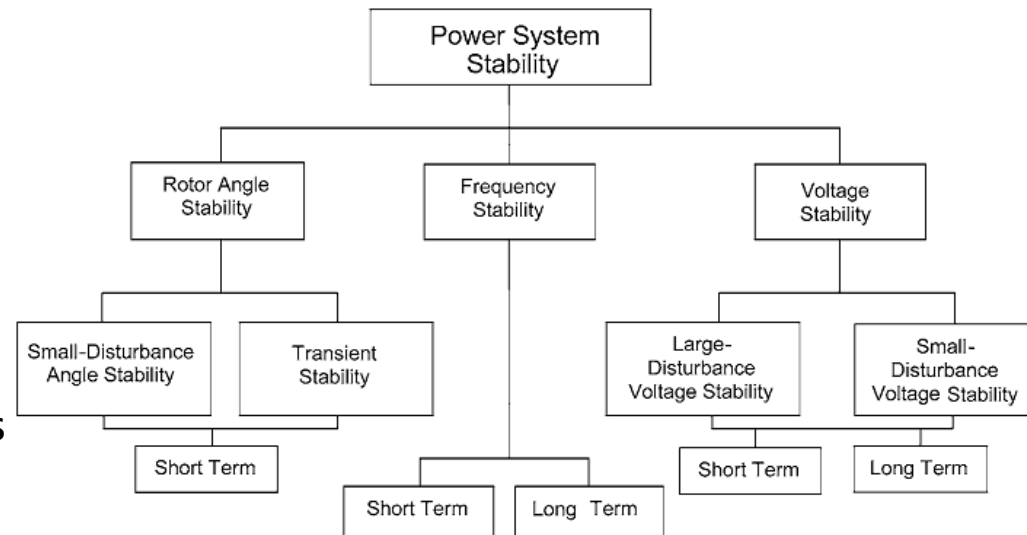 Power System
Stability
Rotor Angle
Stability
Frequency
Stability
Voltage
Stability
Small-Disturbance
Angle Stability
Transient
Stability
Large-
Disturbance
Voltage Stability
Small-
Disturbance
Voltage Stability
s
Short Term
Short Term
Long Term
Short Term
Long Term